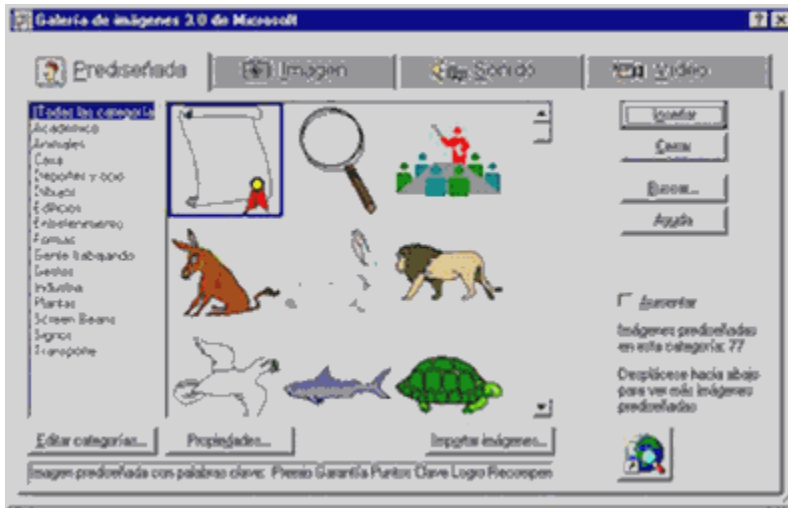 Galería de imágenes 3.0 de Microsoft
Prediseñada
Imagen
Sonido
Vídeo
(Todas las categoría
Académico
Animales
Casa
Deportes y ocio
Dibujos
Edificios
Entretenimiento
Formas
Gente trabajando
Gestos
Industria
Plantas
Screen Beans
Signos
Transporte
Insertar
Cerrar
Buscar...
Ayuda
Aumentar
Imágenes prediseñadas
en esta categoría: 77
Desplácese hacia abajo
para ver más imágenes
prediseñadas
Editar categorías...
Propiedades...
Importar imágenes...
Imagen prediseñada con palabras clave: Premio Garantía Puntos Clave Logro Recompen